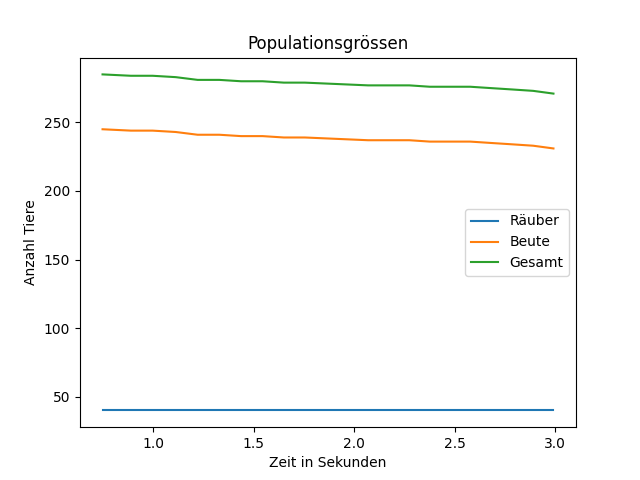 Populationsgrössen
Anzahl Tiere
250
200
150
100
50
Räuber
Beute
Gesamt
1.0 1.5 2.0 2.5 3.0
Zeit in Sekunden